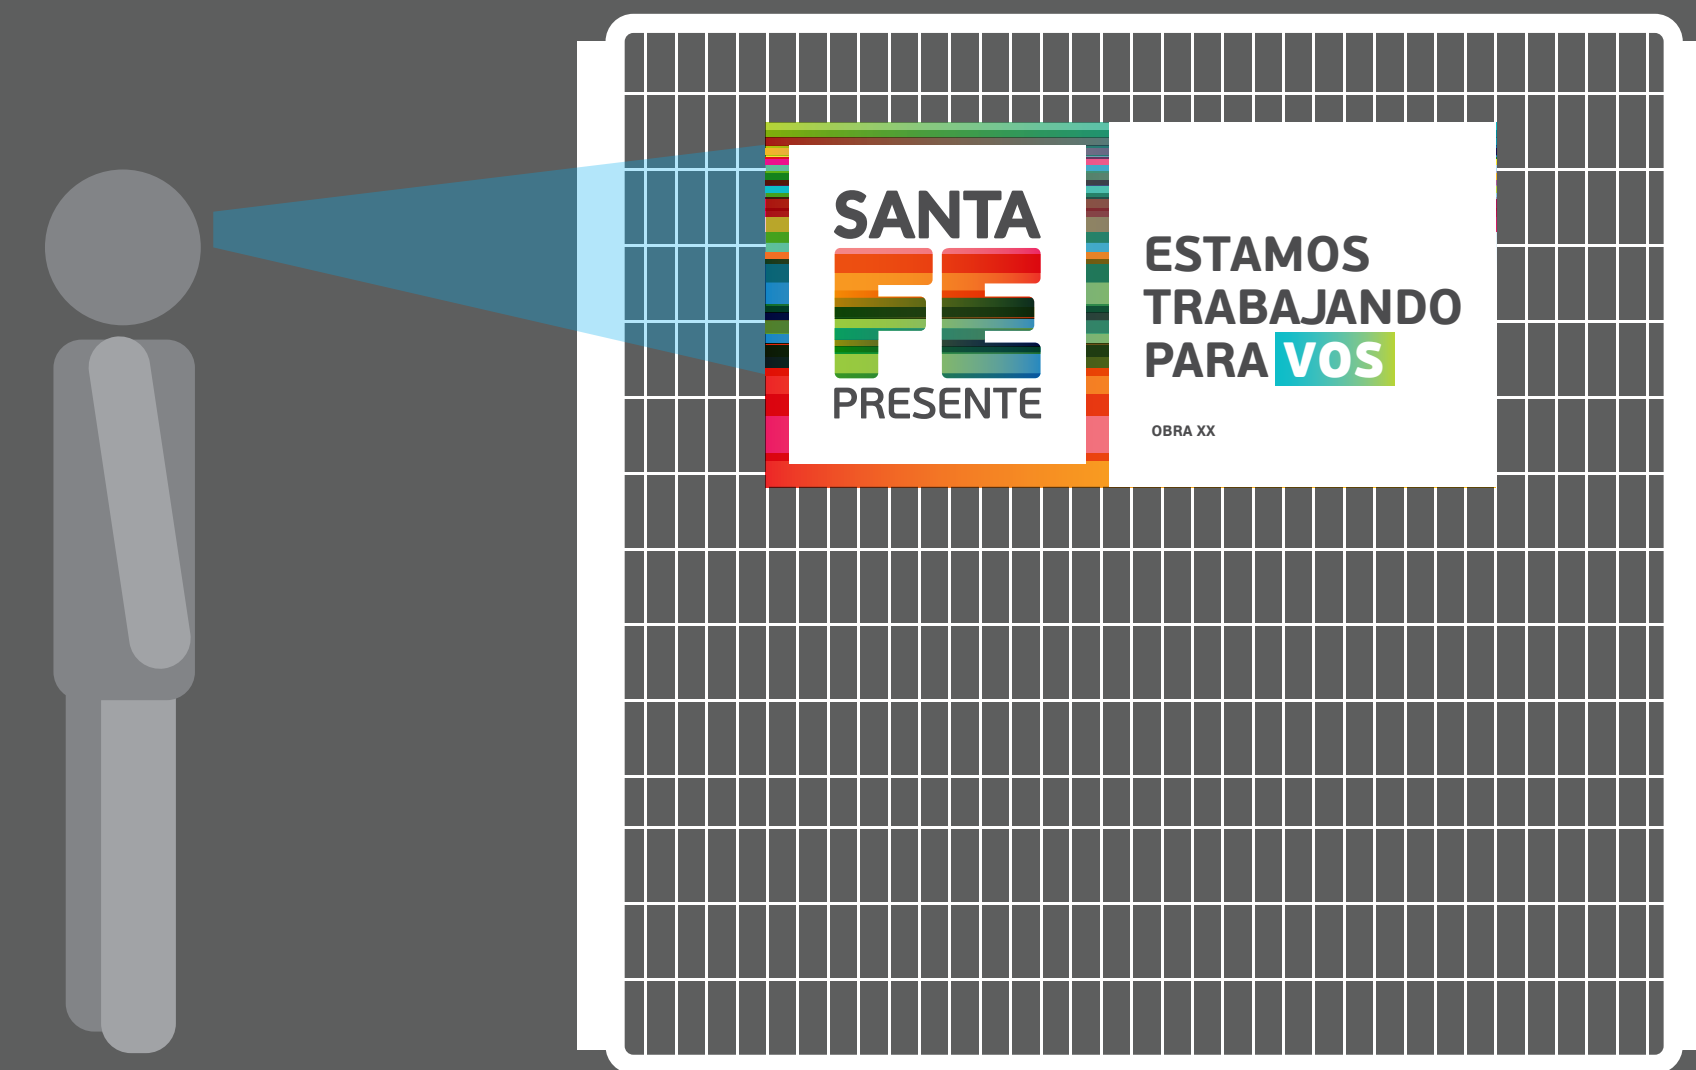 SANTA
FE
PRESENTE
ESTAMOS
TRABAJANDO
PARA VOS
OBRA XX